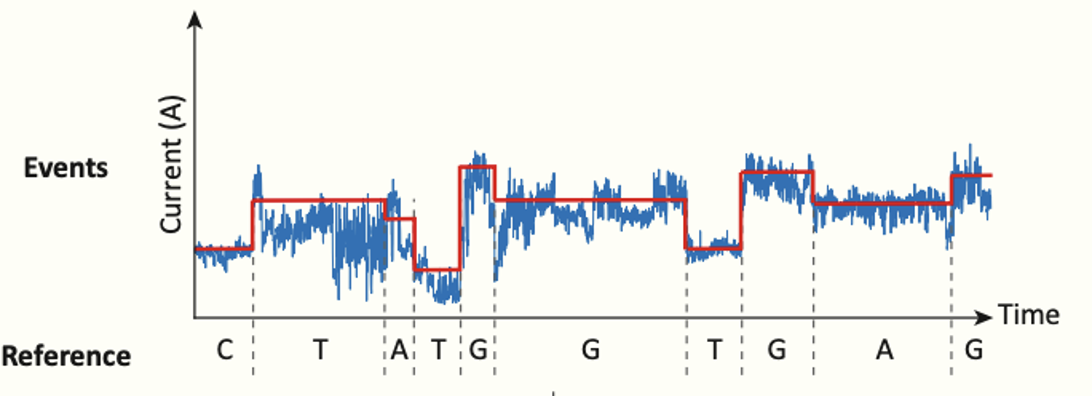 Current (A)
Events
Time
Reference C T A T G G T G A G